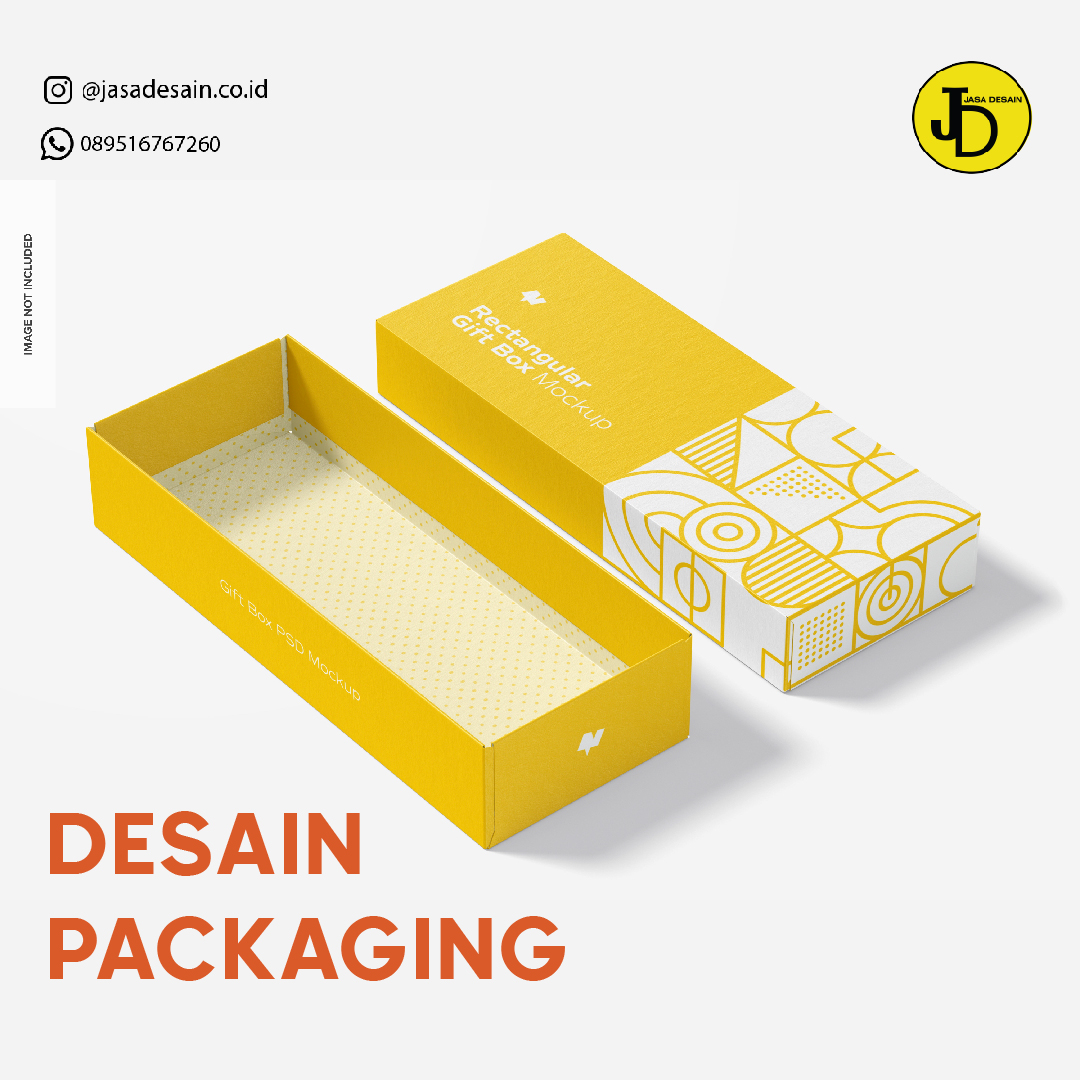 @jasadesain.co.id
089516767260
JASA DESAIN
JD
IMAGE NOT INCLUDED
Rectangular
Gift Box Mockup
Gift Box PSD Mockup
DESAIN
PACKAGING